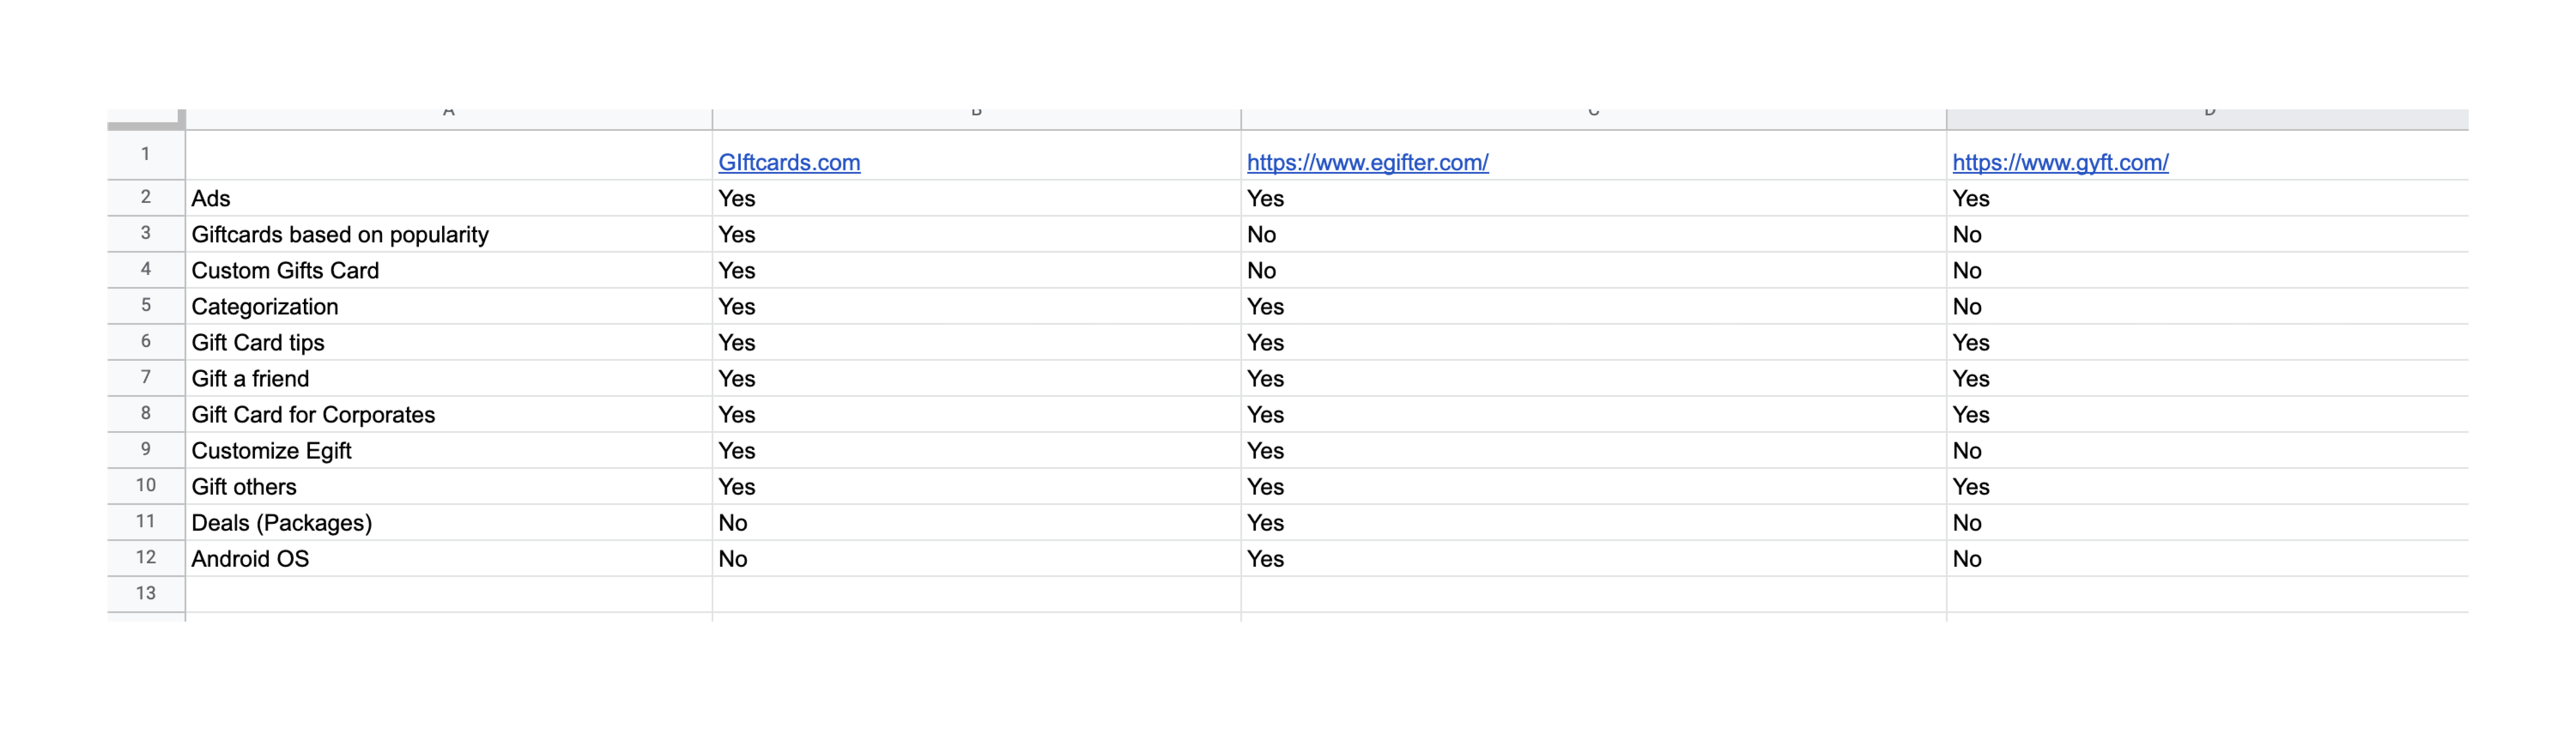 A B C D
1 GIftcards.com https://www.egifter.com/ https://www.gyft.com/
2 Ads Yes Yes Yes
3 Giftcards based on popularity Yes No No
4 Custom Gifts Card Yes No No
5 Categorization Yes Yes No
6 Gift Card tips Yes Yes Yes
7 Gift a friend Yes Yes Yes
8 Gift Card for Corporates Yes Yes Yes
9 Customize Egift Yes Yes No
10 Gift others Yes Yes Yes
11 Deals (Packages) No Yes No
12 Android OS No Yes No
13